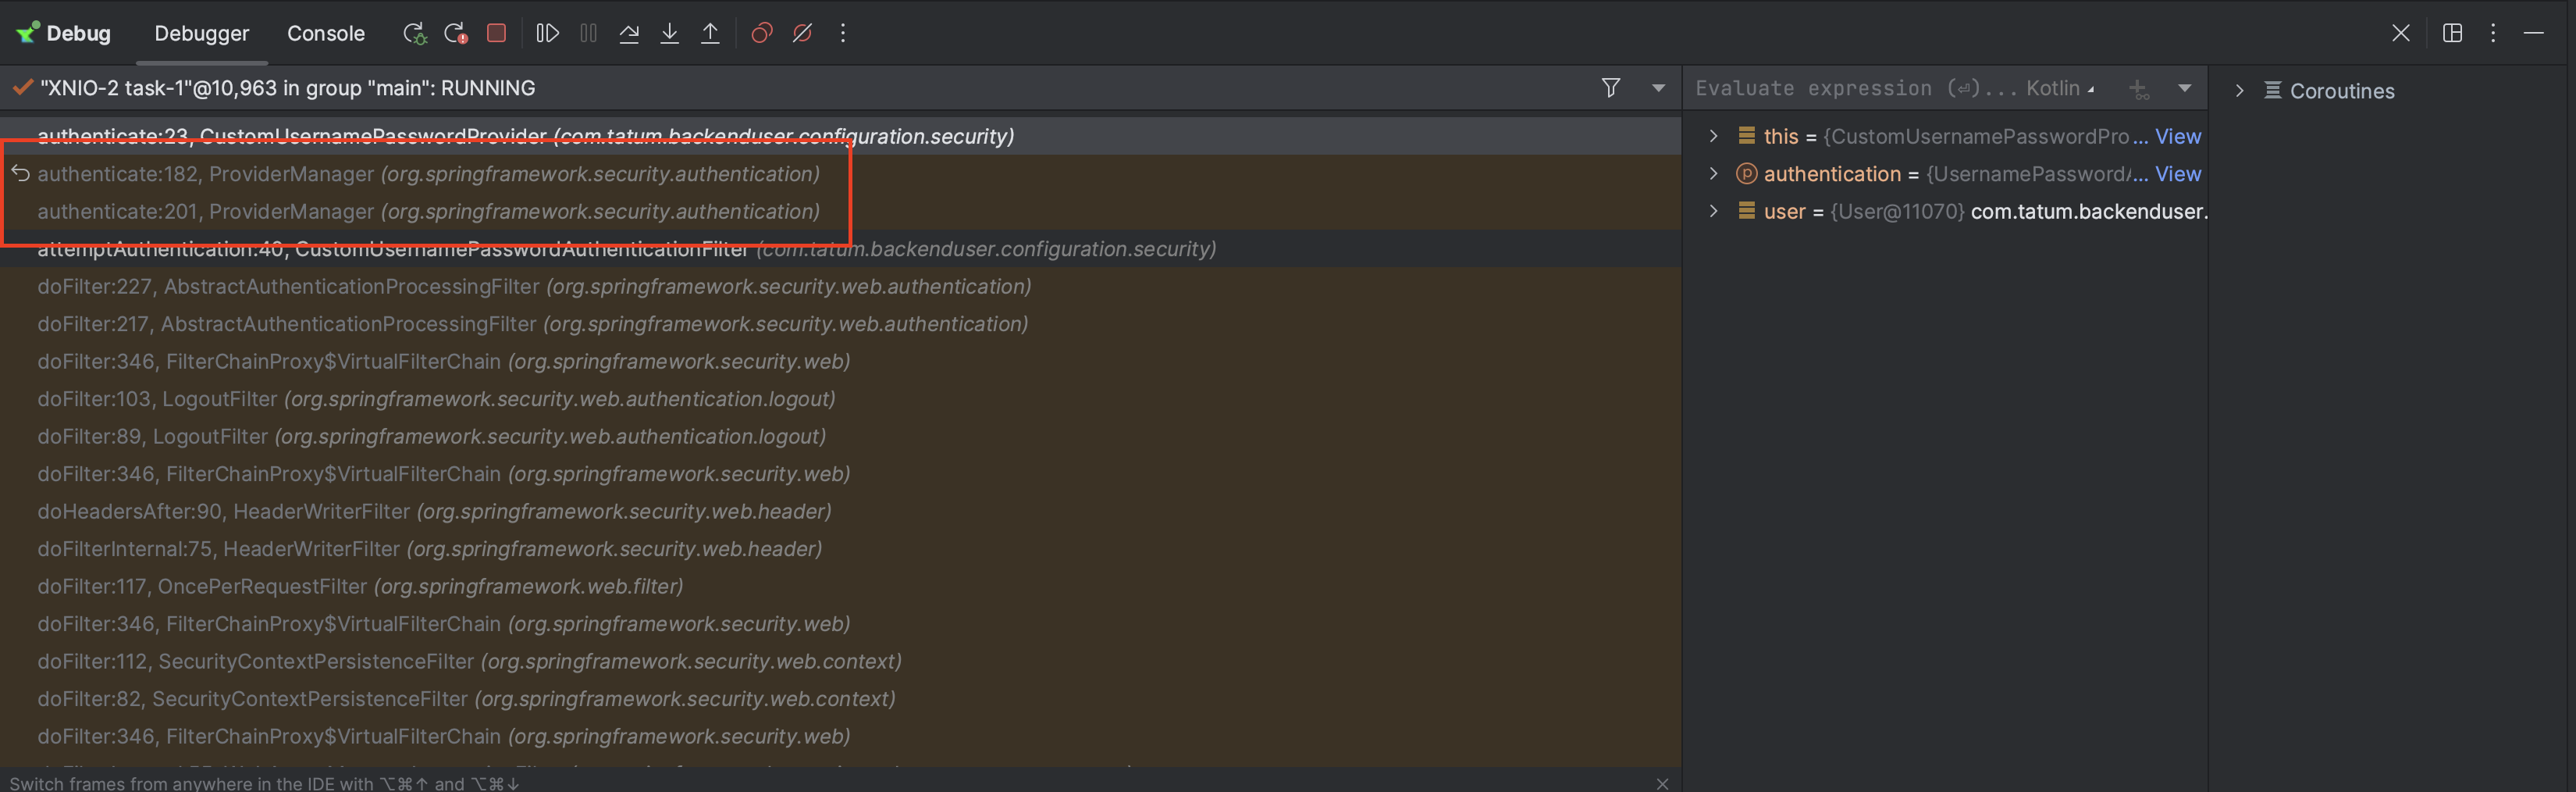 Debug Debugger Console
"XNIO-2 task-1"@10,963 in group "main": RUNNING
authenticate:23, CustomUsernamePasswordProvider (com.tatum.backenduser.configuration.security)
authenticate:182, ProviderManager (org.springframework.security.authentication)
authenticate:201, ProviderManager (org.springframework.security.authentication)
attemptAuthentication:40, CustomUsernamePasswordAuthenticationFilter (com.tatum.backenduser.configuration.security)
doFilter:227, AbstractAuthenticationProcessingFilter (org.springframework.security.web.authentication)
doFilter:217, AbstractAuthenticationProcessingFilter (org.springframework.security.web.authentication)
doFilter:346, FilterChainProxy$VirtualFilterChain (org.springframework.security.web)
doFilter:103, LogoutFilter (org.springframework.security.web.authentication.logout)
doFilter:89, LogoutFilter (org.springframework.security.web.authentication.logout)
doFilter:346, FilterChainProxy$VirtualFilterChain (org.springframework.security.web)
doHeadersAfter:90, HeaderWriterFilter (org.springframework.security.web.header)
doFilterInternal:75, HeaderWriterFilter (org.springframework.security.web.header)
doFilter:117, OncePerRequestFilter (org.springframework.web.filter)
doFilter:346, FilterChainProxy$VirtualFilterChain (org.springframework.security.web)
doFilter:112, SecurityContextPersistenceFilter (org.springframework.security.web.context)
doFilter:82, SecurityContextPersistenceFilter (org.springframework.security.web.context)
doFilter:346, FilterChainProxy$VirtualFilterChain (org.springframework.security.web)
Switch frames from anywhere in the IDE with ⌥⌘↑ and ⌥⌘↓
Evaluate expression (⏎)... Kotlin
this = {CustomUsernamePasswordPro... View
authentication = {UsernamePasswordA... View
user = {User@11070} com.tatum.backenduser.
Coroutines